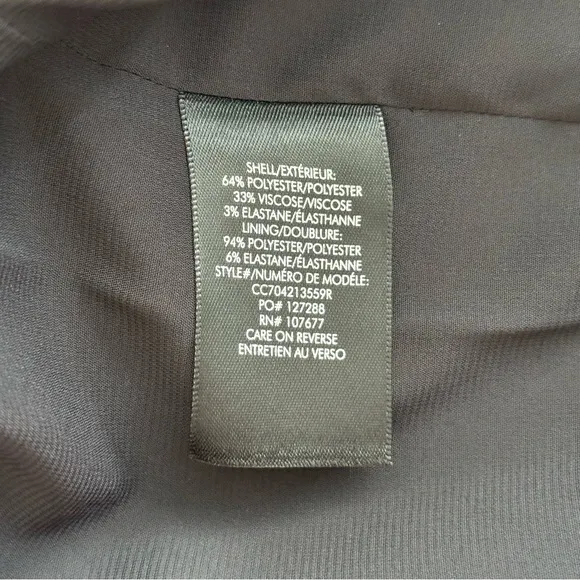 SHELL/EXTÉRIEUR:
64% POLYESTER/POLYESTER
33% VISCOSE/VISCOSE
3% ELASTANE/ÉLASTHANNE
LINING/DOUBLURE:
94% POLYESTER/POLYESTER
6% ELASTANE/ÉLASTHANNE
STYLE#/NUMÉRO DE MODÉLE:
CC704213559R
PO# 127288
RN# 107677
CARE ON REVERSE
ENTRETIEN AU VERSO